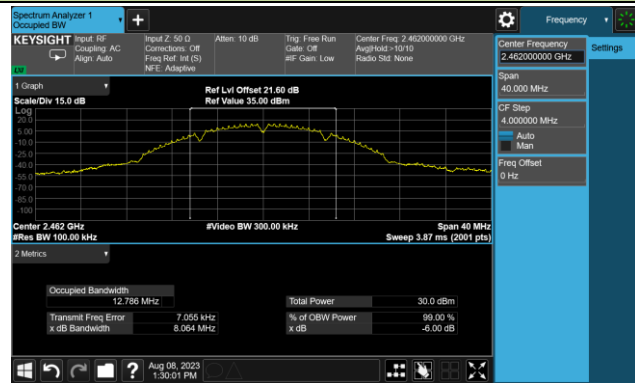 Spectrum Analyzer 1
Occupied BW
Frequency
KEYSIGHT
Input: RF
Coupling: AC
Align: Auto
Input Z: 50 Ω
Corrections: Off
Freq Ref: Int (S)
NFE: Adaptive
Atten: 10 dB
Trig: Free Run
Gate: Off
#IF Gain: Low
Center Freq: 2.462000000 GHz
Avg|Hold:>10/10
Radio Std: None
Center Frequency
2.462000000 GHz
Settings
Span
40.000 MHz
CF Step
4.000000 MHz
Auto
Man
Freq Offset
0 Hz
1 Graph
Scale/Div 15.0 dB
Ref Lvl Offset 21.60 dB
Ref Value 35.00 dBm
Log
20.0
5.00
-10.0
-25.0
-40.0
-55.0
-70.0
-85.0
-100
Center 2.462 GHz
#Video BW 300.00 kHz
Span 40 MHz
#Res BW 100.00 kHz
Sweep 3.87 ms (2001 pts)
2 Metrics
Occupied Bandwidth
12.786 MHz
Total Power 30.0 dBm
Transmit Freq Error 7.055 kHz
% of OBW Power 99.00 %
x dB Bandwidth 8.064 MHz
x dB -6.00 dB
Aug 08, 2023
1:30:01 PM